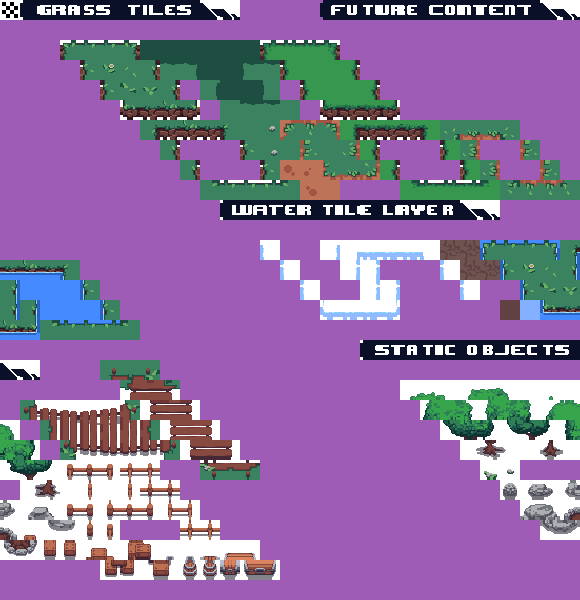 GRASS TILES
FUTURE CONTENT
WATER TILE LAYER
STATIC OBJECTS